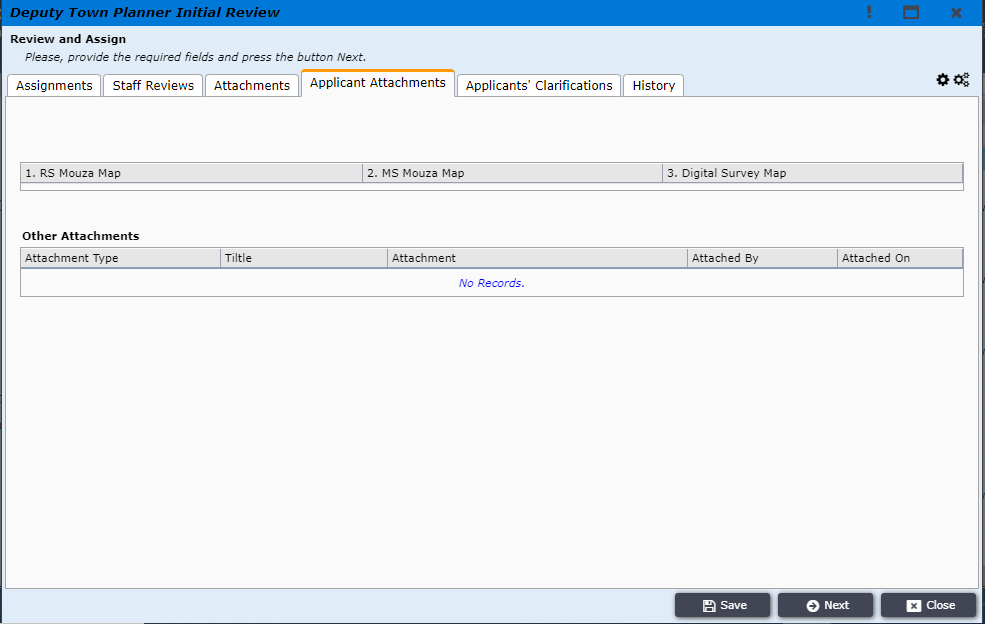 Deputy Town Planner Initial Review
Review and Assign
Please, provide the required fields and press the button Next.
Assignments Staff Reviews Attachments Applicant Attachments Applicants' Clarifications History
1. RS Mouza Map 2. MS Mouza Map 3. Digital Survey Map
Other Attachments
Attachment Type Tiltle Attachment Attached By Attached On
No Records.
Save Next Close